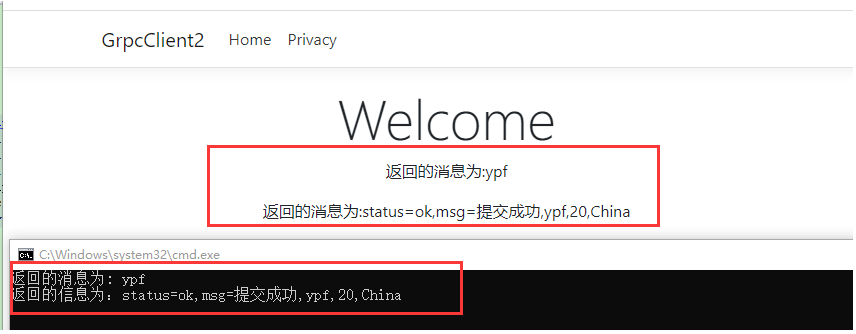 GrpcClient2 Home Privacy
Welcome
返回的消息为:ypf
返回的消息为:status=ok,msg=提交成功,ypf,20,China
C:\Windows\system32\cmd.exe
返回的消息为: ypf
返回的信息为: status=ok,msg=提交成功,ypf,20,China